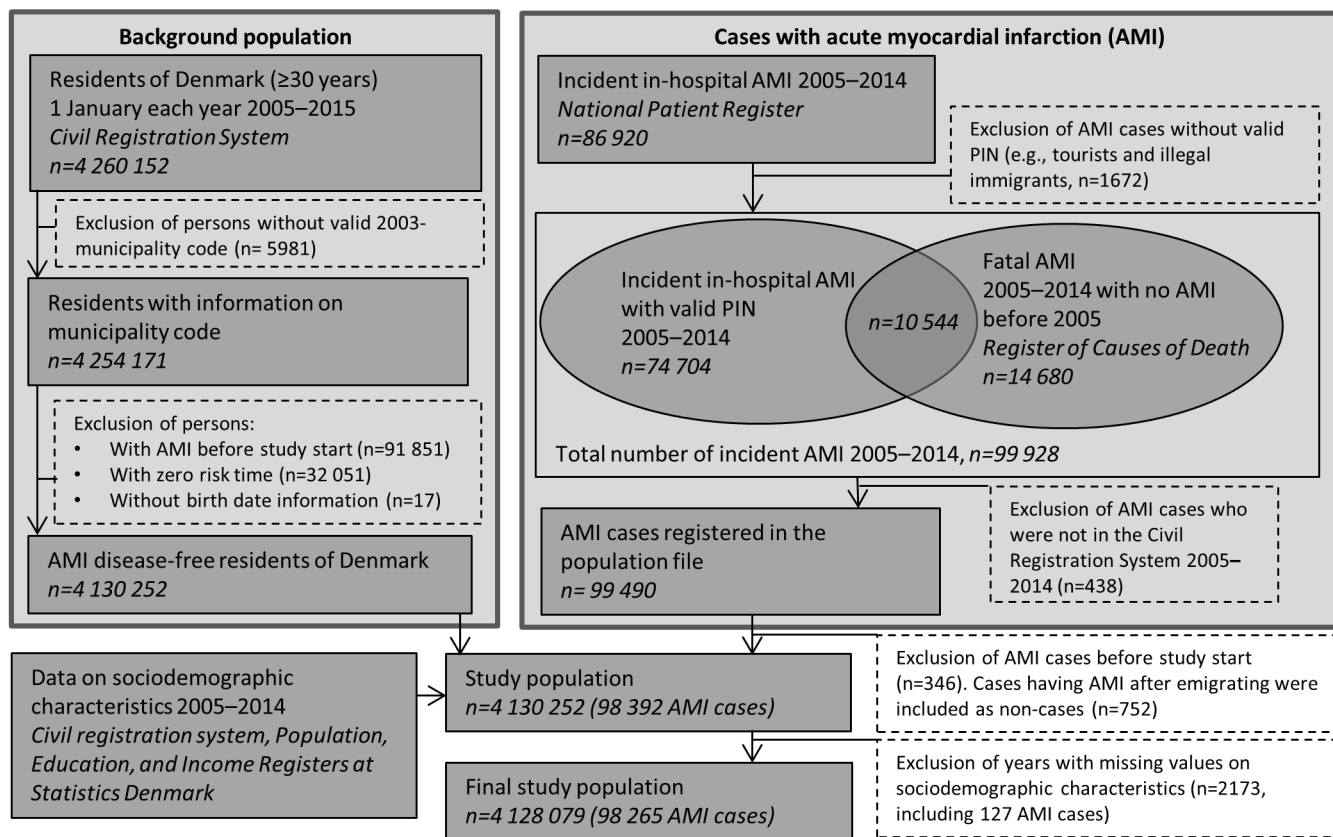 Background population
Residents of Denmark (≥30 years)
1 January each year 2005–2015
Civil Registration System
n=4 260 152
Exclusion of persons without valid 2003-
municipality code (n= 5981)
Residents with information on
municipality code
n=4 254 171
Exclusion of persons:
• With AMI before study start (n=91 851)
• With zero risk time (n=32 051)
• Without birth date information (n=17)
AMI disease-free residents of Denmark
n=4 130 252
Cases with acute myocardial infarction (AMI)
Incident in-hospital AMI 2005–2014
National Patient Register
n=86 920
Exclusion of AMI cases without valid
PIN (e.g., tourists and illegal
immigrants, n=1672)
Incident in-hospital AMI
with valid PIN
2005–2014
n=74 704
n=10 544
Fatal AMI
2005–2014 with no AMI
before 2005
Register of Causes of Death
n=14 680
Total number of incident AMI 2005–2014, n=99 928
AMI cases registered in the
population file
n= 99 490
Exclusion of AMI cases who
were not in the Civil
Registration System 2005–
2014 (n=438)
Data on sociodemographic
characteristics 2005–2014
Civil registration system, Population,
Education, and Income Registers at
Statistics Denmark
Study population
n=4 130 252 (98 392 AMI cases)
Exclusion of AMI cases before study start
(n=346). Cases having AMI after emigrating were
included as non-cases (n=752)
Final study population
n=4 128 079 (98 265 AMI cases)
Exclusion of years with missing values on
sociodemographic characteristics (n=2173,
including 127 AMI cases)